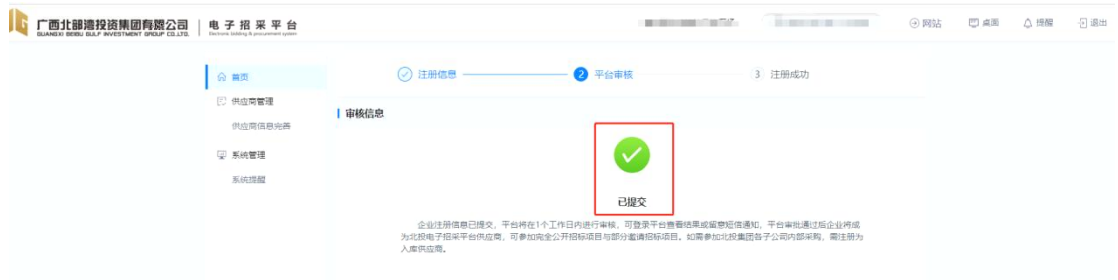 广西北部湾投资集团有限公司
GUANGXI BEIBU GULF INVESTMENT GROUP CO.,LTD.
电子招采平台
Electronic bidding & procurement system
网站
桌面
提醒
退出
首页
供应商管理
供应商信息完善
系统管理
系统提醒
注册信息
2 平台审核
3 注册成功
审核信息
已提交
企业注册信息已提交，平台将在1个工作日内进行审核，可登录平台查看结果或留意短信通知，平台审批通过后企业将成
为北投电子招采平台供应商，可参加完全公开招标项目与部分邀请招标项目。如需参加北投集团各子公司内部采购，需注册为
入库供应商。